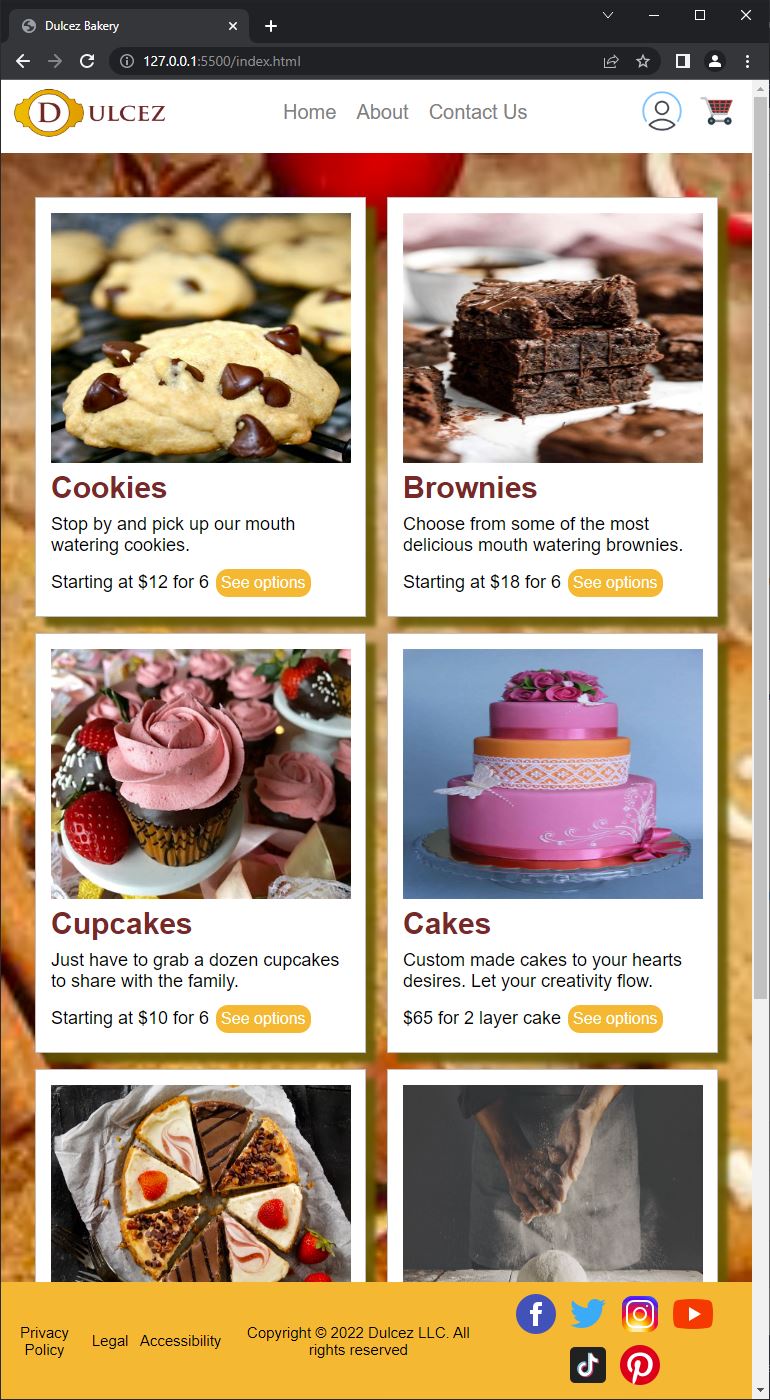 Dulcez Bakery
127.0.0.1:5500/index.html
DULCEZ
Home About Contact Us
Cookies
Stop by and pick up our mouth
watering cookies.
Starting at $12 for 6 See options
Brownies
Choose from some of the most
delicious mouth watering brownies.
Starting at $18 for 6 See options
Cupcakes
Just have to grab a dozen cupcakes
to share with the family.
Starting at $10 for 6 See options
Cakes
Custom made cakes to your hearts
desires. Let your creativity flow.
$65 for 2 layer cake See options
Privacy
Policy
Legal
Accessibility
Copyright © 2022 Dulcez LLC. All
rights reserved